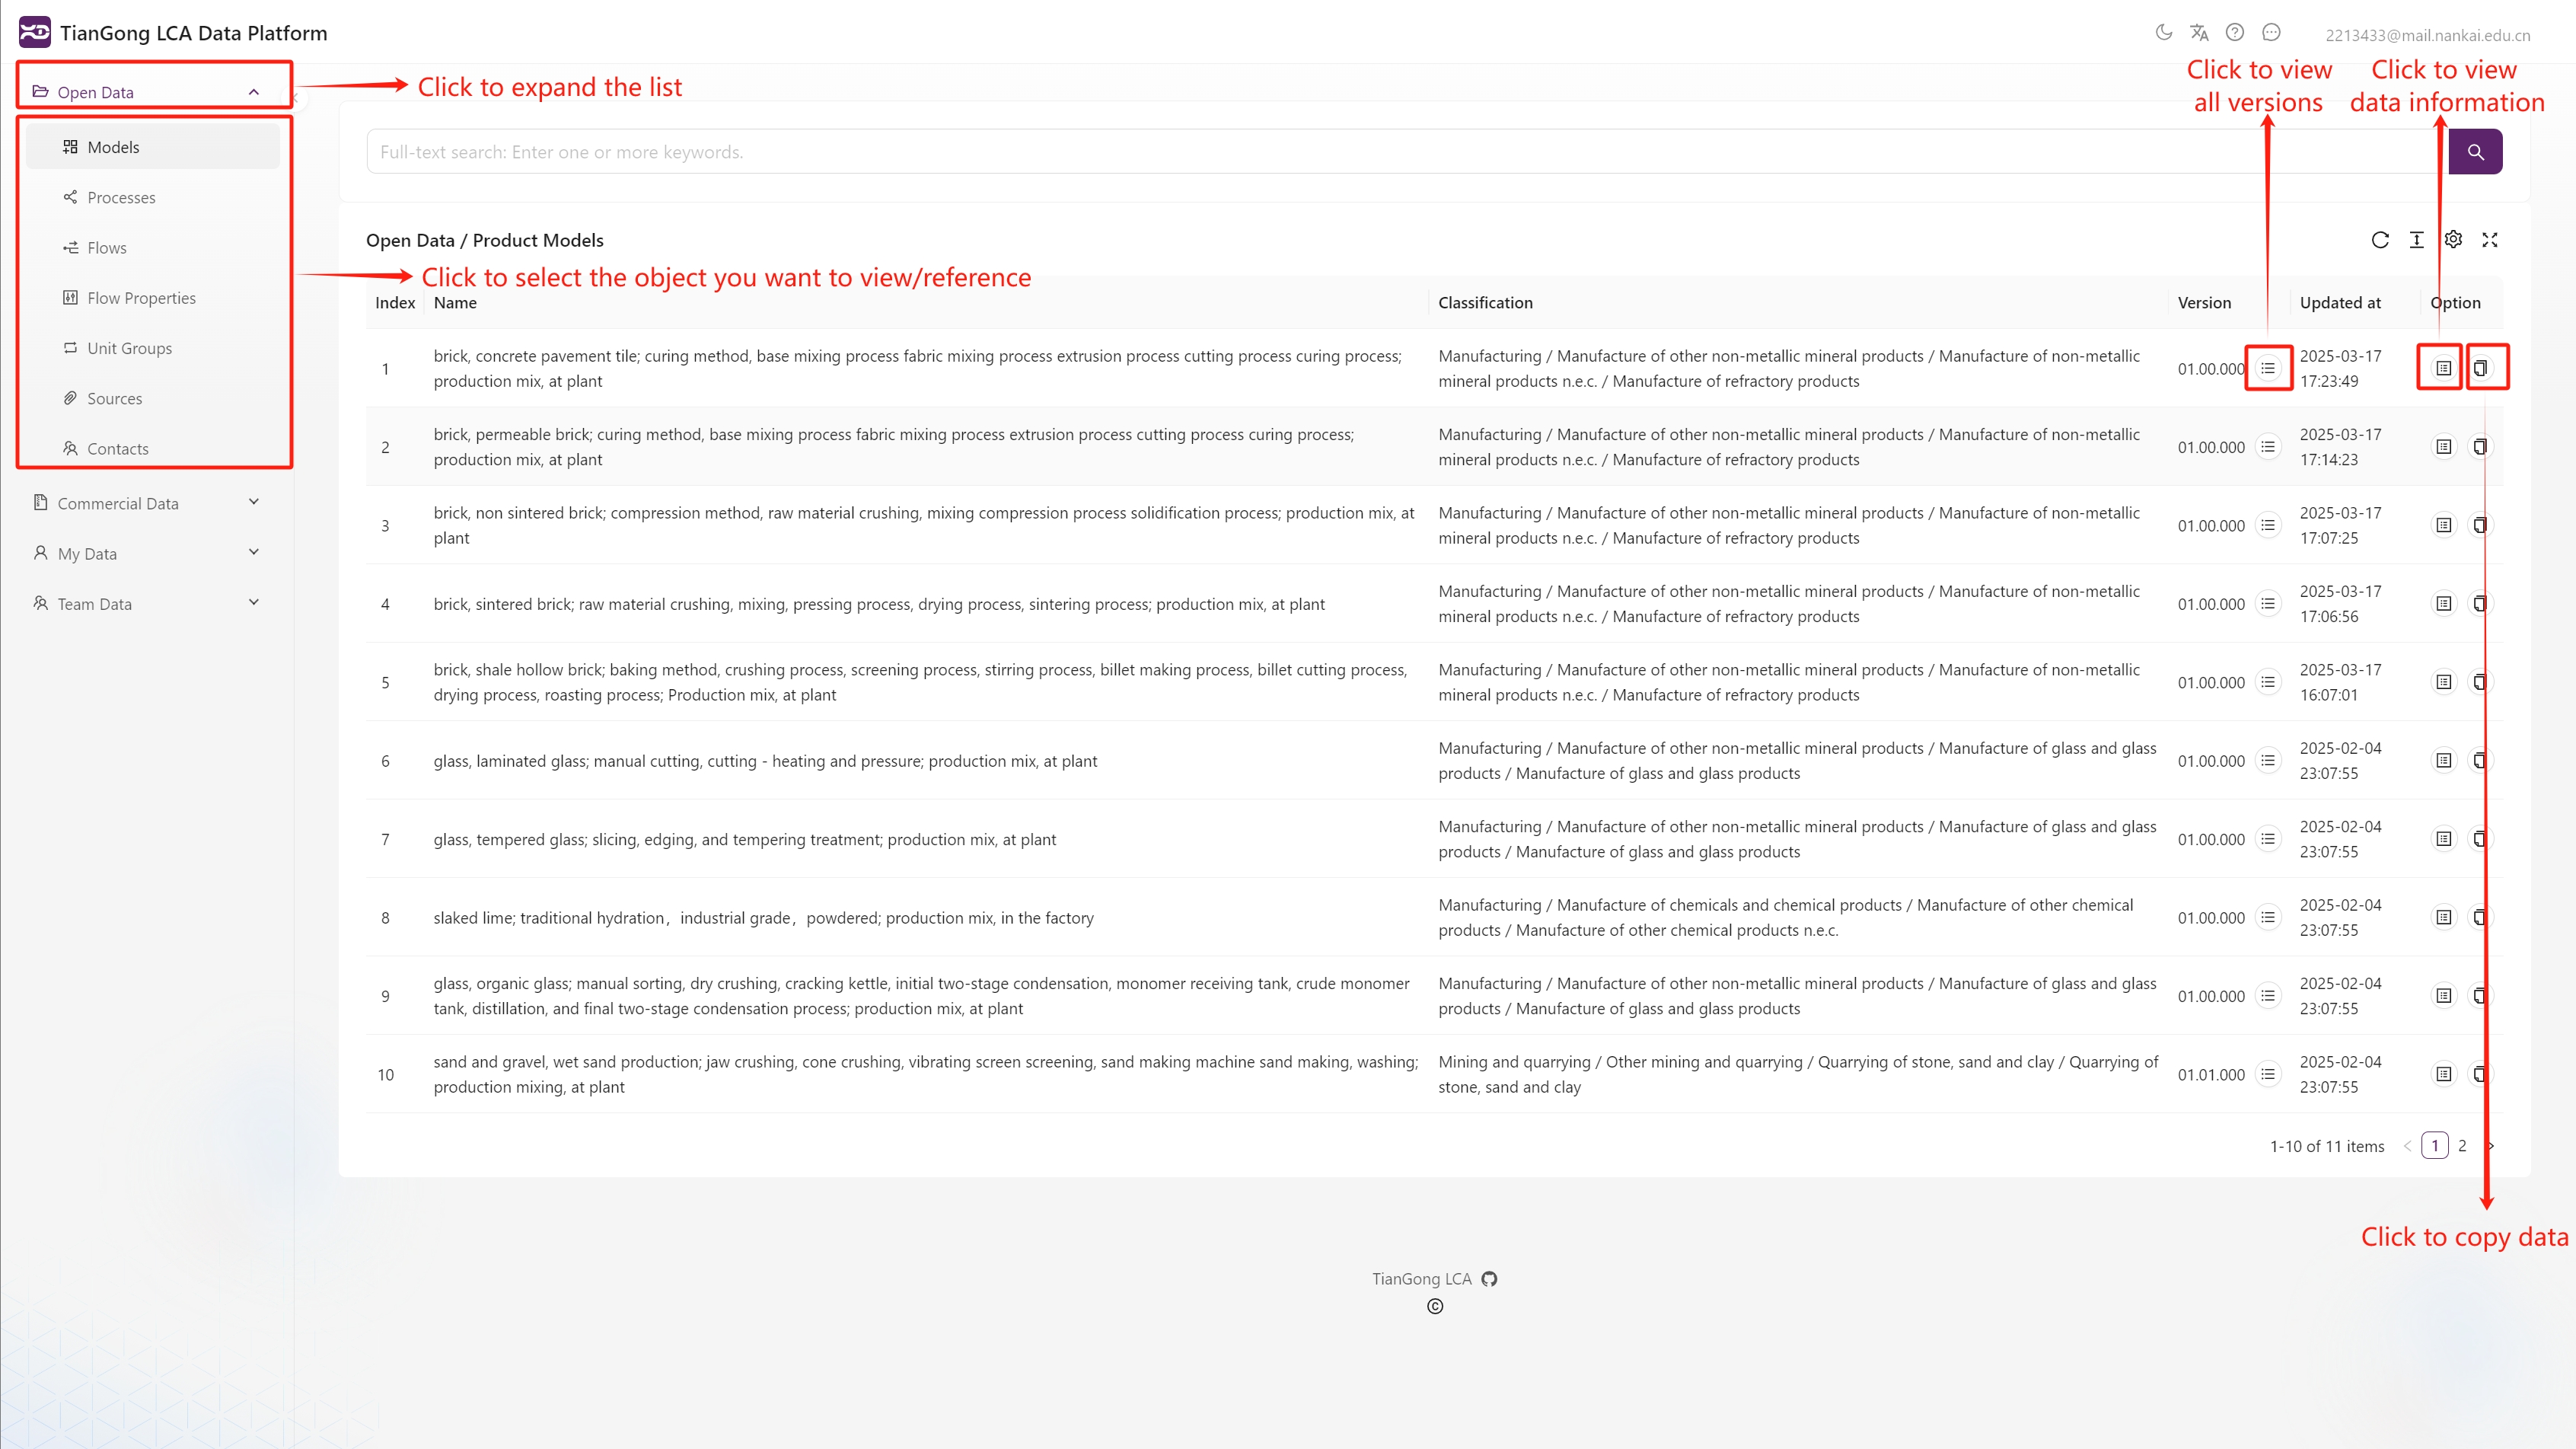 TianGong LCA Data Platform
2213433@mail.nankai.edu.cn
Open Data
Click to expand the list
Click to view
all versions
Click to view
data information
Models
Processes
Flows
Flow Properties
Unit Groups
Sources
Contacts
Commercial Data
My Data
Team Data
Full-text search: Enter one or more keywords.
Open Data / Product Models
Click to select the object you want to view/reference
Index Name Classification Version Updated at Option
1 brick, concrete pavement tile; curing method, base mixing process fabric mixing process extrusion process cutting process curing process; Manufacturing / Manufacture of other non-metallic mineral products / Manufacture of non-metallic 01.00.000 2025-03-17
production mix, at plant mineral products n.e.c. / Manufacture of refractory products 17:23:49
2 brick, permeable brick; curing method, base mixing process fabric mixing process extrusion process cutting process curing process; Manufacturing / Manufacture of other non-metallic mineral products / Manufacture of non-metallic 01.00.000 2025-03-17
production mix, at plant mineral products n.e.c. / Manufacture of refractory products 17:14:23
3 brick, non sintered brick; compression method, raw material crushing, mixing compression process solidification process; production mix, at Manufacturing / Manufacture of other non-metallic mineral products / Manufacture of non-metallic 01.00.000 2025-03-17
plant mineral products n.e.c. / Manufacture of refractory products 17:07:25
4 brick, sintered brick; raw material crushing, mixing, pressing process, drying process, sintering process; production mix, at plant Manufacturing / Manufacture of other non-metallic mineral products / Manufacture of non-metallic 01.00.000 2025-03-17
mineral products n.e.c. / Manufacture of refractory products 17:06:56
5 brick, shale hollow brick; baking method, crushing process, screening process, stirring process, billet making process, billet cutting process, Manufacturing / Manufacture of other non-metallic mineral products / Manufacture of non-metallic 01.00.000 2025-03-17
drying process, roasting process; Production mix, at plant mineral products n.e.c. / Manufacture of refractory products 16:07:01
6 glass, laminated glass; manual cutting, cutting - heating and pressure; production mix, at plant Manufacturing / Manufacture of other non-metallic mineral products / Manufacture of glass and glass 01.00.000 2025-02-04
products / Manufacture of glass and glass products 23:07:55
7 glass, tempered glass; slicing, edging, and tempering treatment; production mix, at plant Manufacturing / Manufacture of other non-metallic mineral products / Manufacture of glass and glass 01.00.000 2025-02-04
products / Manufacture of glass and glass products 23:07:55
8 slaked lime; traditional hydration，industrial grade，powdered; production mix, in the factory Manufacturing / Manufacture of chemicals and chemical products / Manufacture of other chemical 01.00.000 2025-02-04
products / Manufacture of other chemical products n.e.c. 23:07:55
9 glass, organic glass; manual sorting, dry crushing, cracking kettle, initial two-stage condensation, monomer receiving tank, crude monomer Manufacturing / Manufacture of other non-metallic mineral products / Manufacture of glass and glass 01.00.000 2025-02-04
tank, distillation, and final two-stage condensation process; production mix, at plant products / Manufacture of glass and glass products 23:07:55
10 sand and gravel, wet sand production; jaw crushing, cone crushing, vibrating screen screening, sand making machine sand making, washing; Mining and quarrying / Other mining and quarrying / Quarrying of stone, sand and clay / Quarrying of 01.01.000 2025-02-04
production mixing, at plant stone, sand and clay 23:07:55
1-10 of 11 items < 1 2 >
Click to copy data
TianGong LCA
©